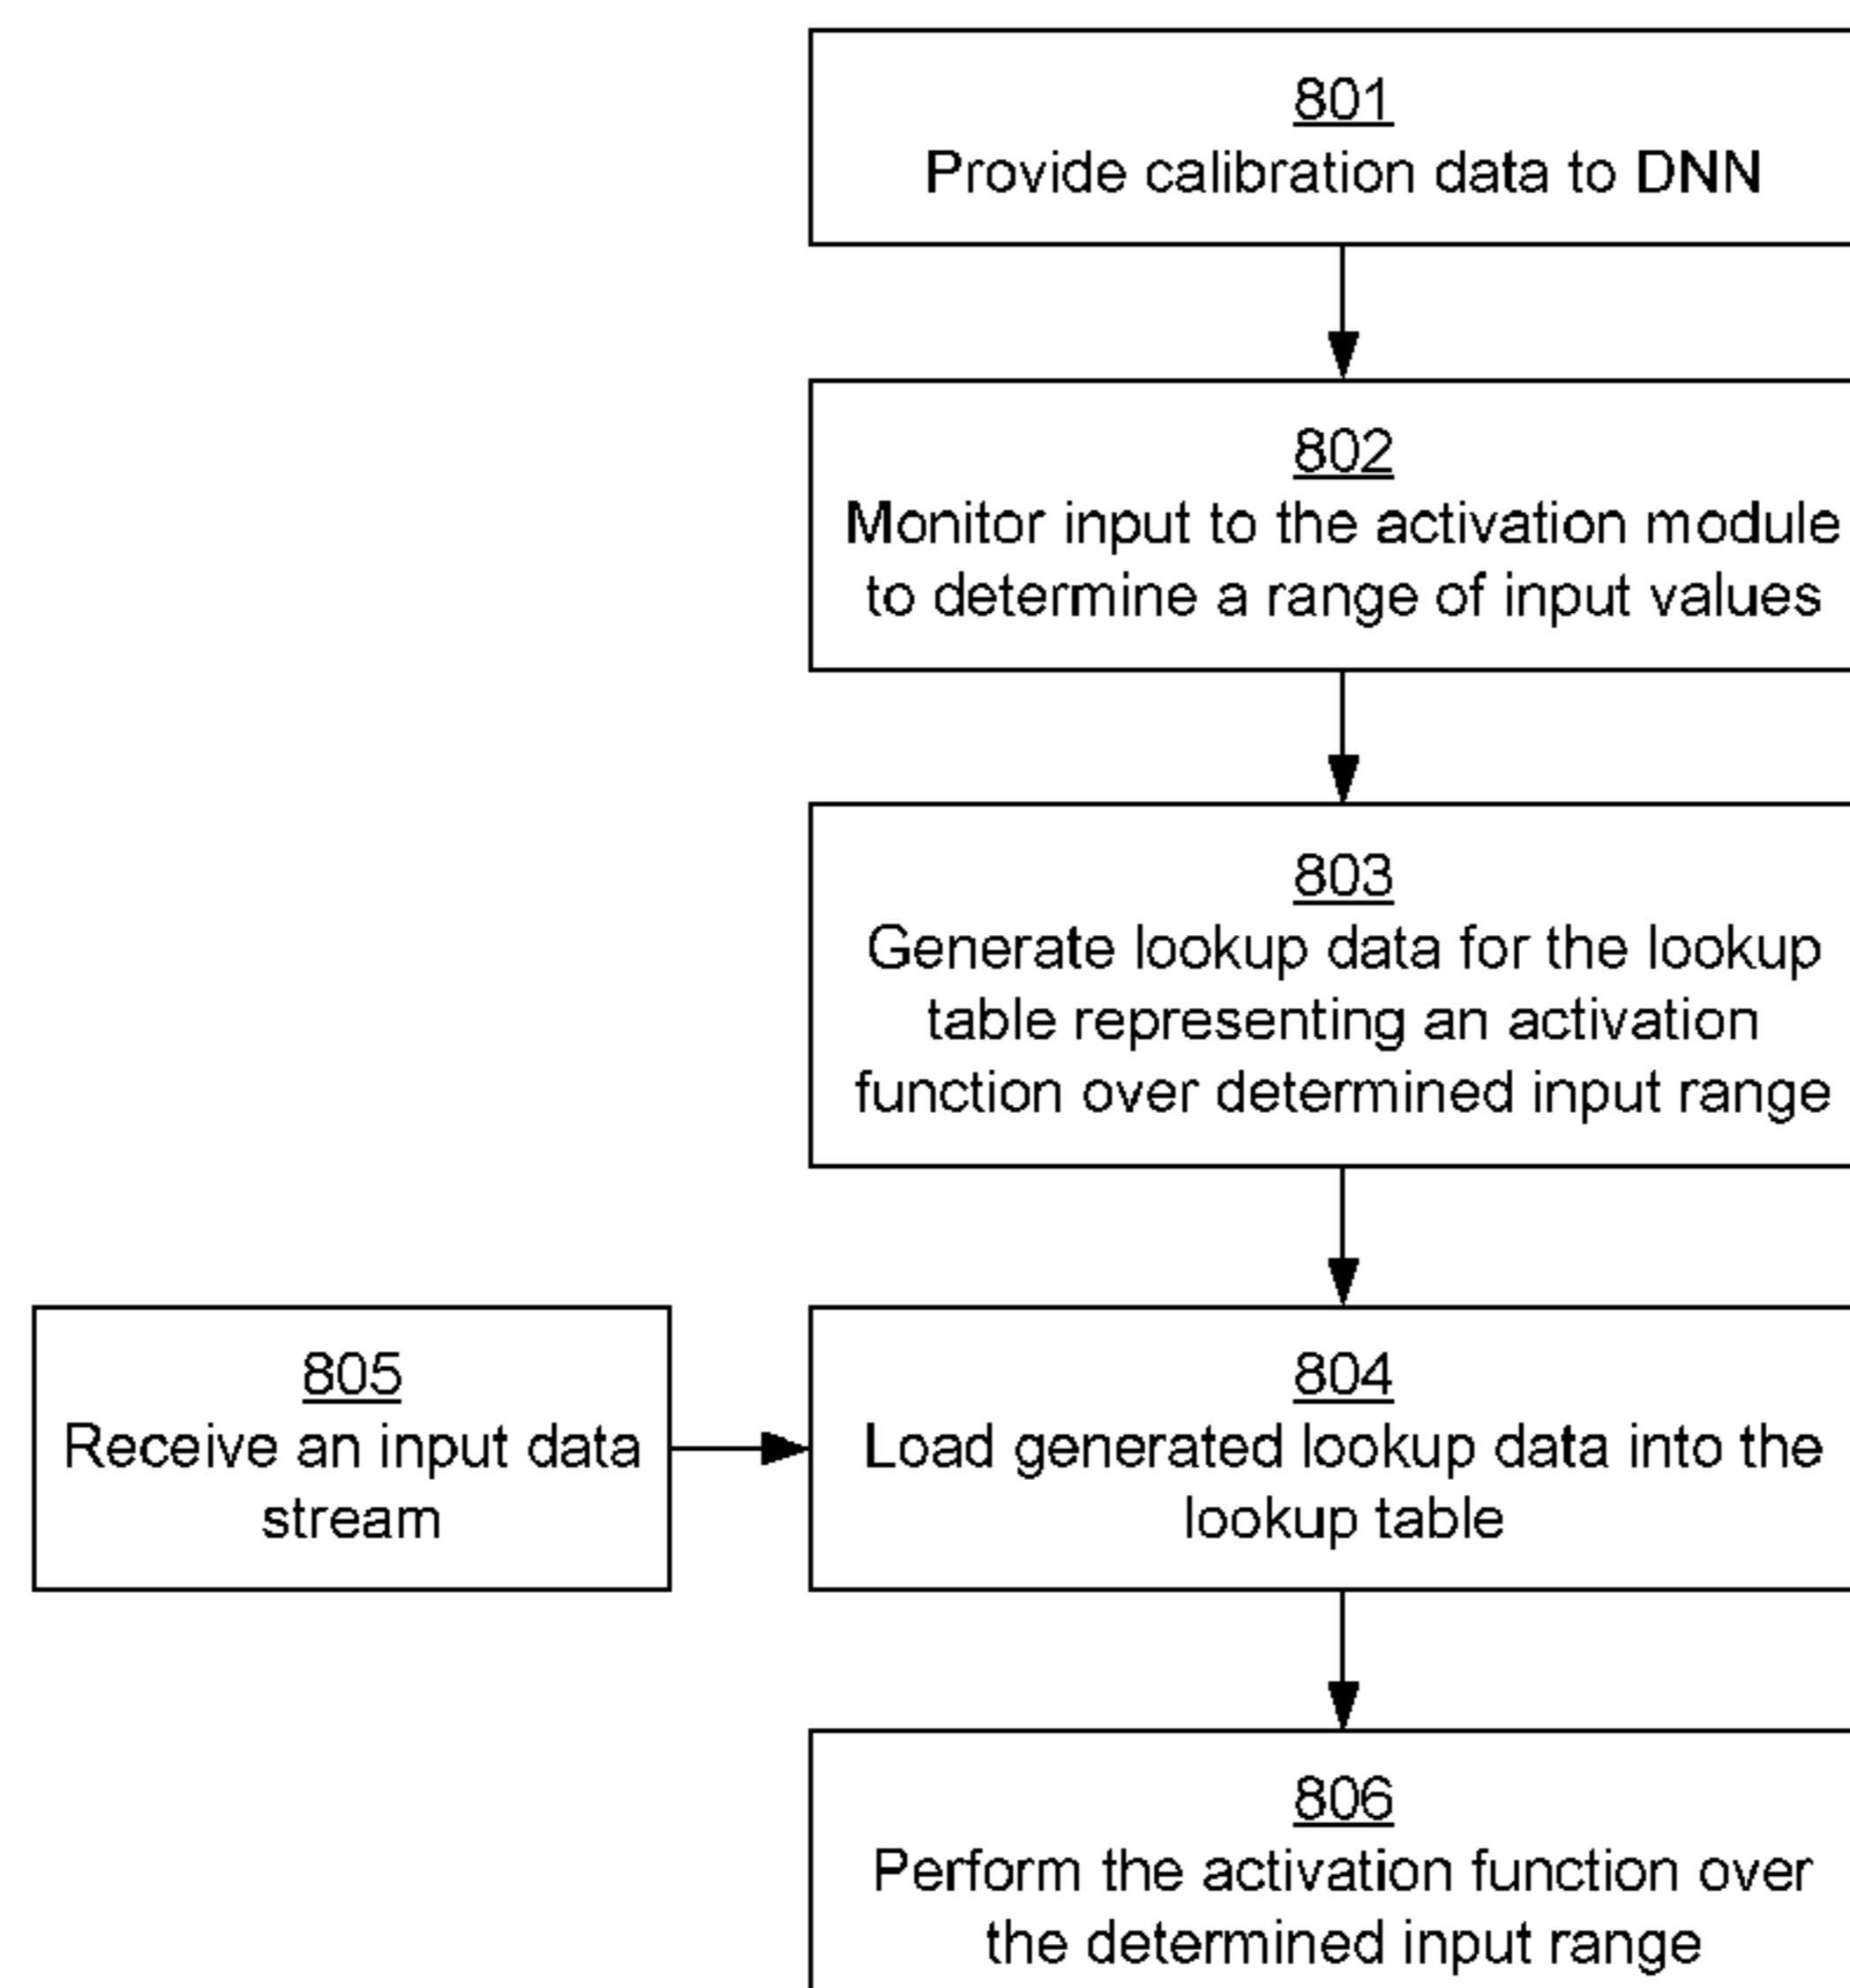 801
Provide calibration data to DNN
802
Monitor input to the activation module
to determine a range of input values
803
Generate lookup data for the lookup
table representing an activation
function over determined input range
805
Receive an input data
stream
804
Load generated lookup data into the
lookup table
806
Perform the activation function over
the determined input range